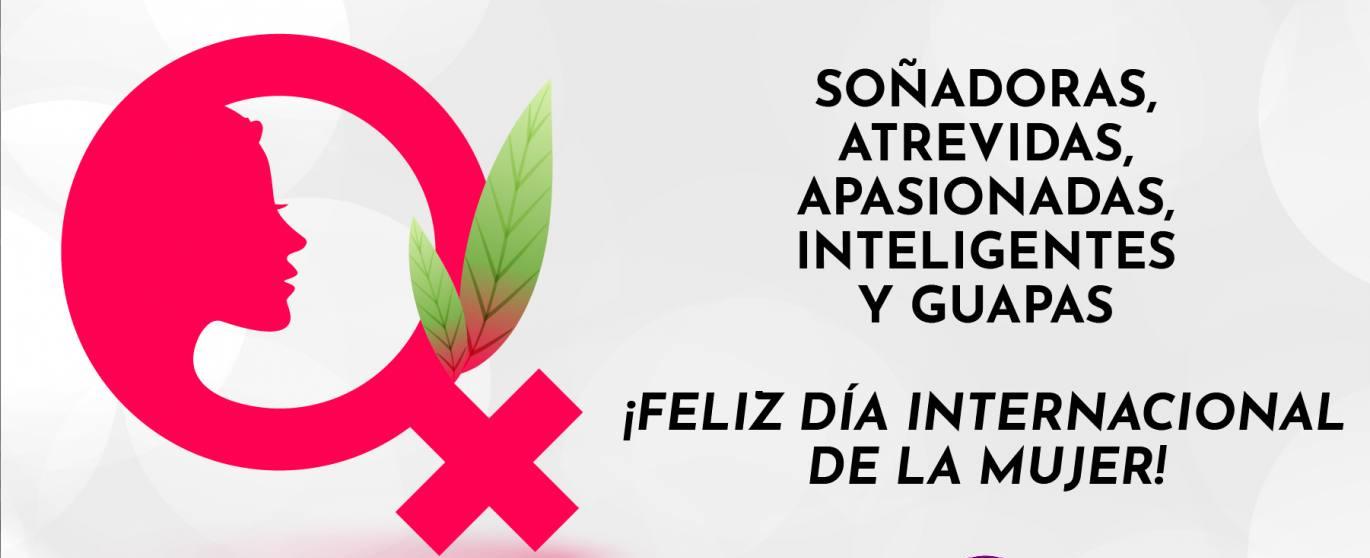 SOÑADORAS,
ATREVIDAS,
APASIONADAS,
INTELIGENTES
Y GUAPAS
¡FELIZ DÍA INTERNACIONAL
DE LA MUJER!